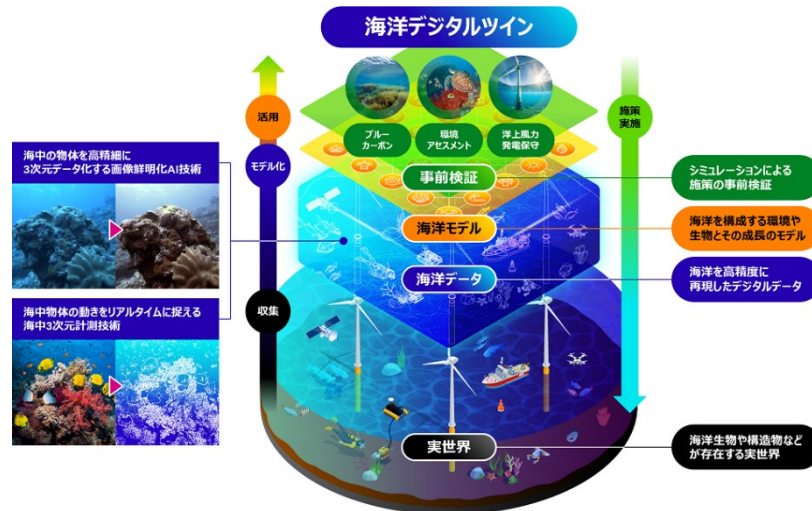 海洋デジタルツイン
活用
モデル化
収集
施策
実施
ブルー
カーボン
環境
アセスメント
洋上風力
発電保守
事前検証
海洋モデル
海洋データ
実世界
海中の物体を高精細に
3次元データ化する画像鮮明化AI技術
海中物体の動きをリアルタイムに捉える
海中3次元計測技術
シミュレーションによる
施策の事前検証
海洋を構成する環境や
生物とその成長のモデル
海洋を高精度に
再現したデジタルデータ
海洋生物や構造物など
が存在する実世界